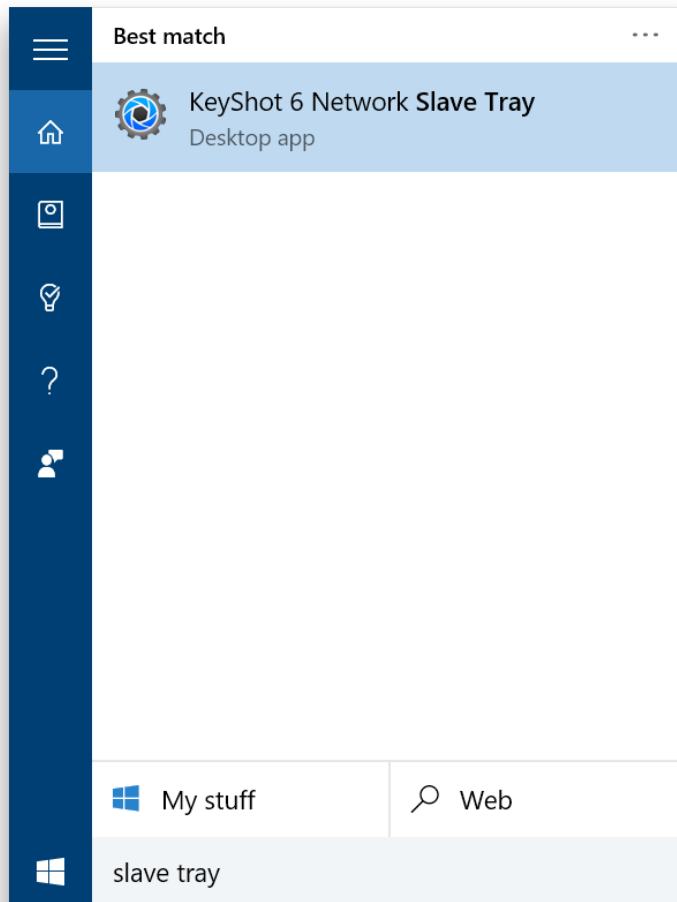 Best match
KeyShot 6 Network Slave Tray
Desktop app
My stuff
Web
slave tray